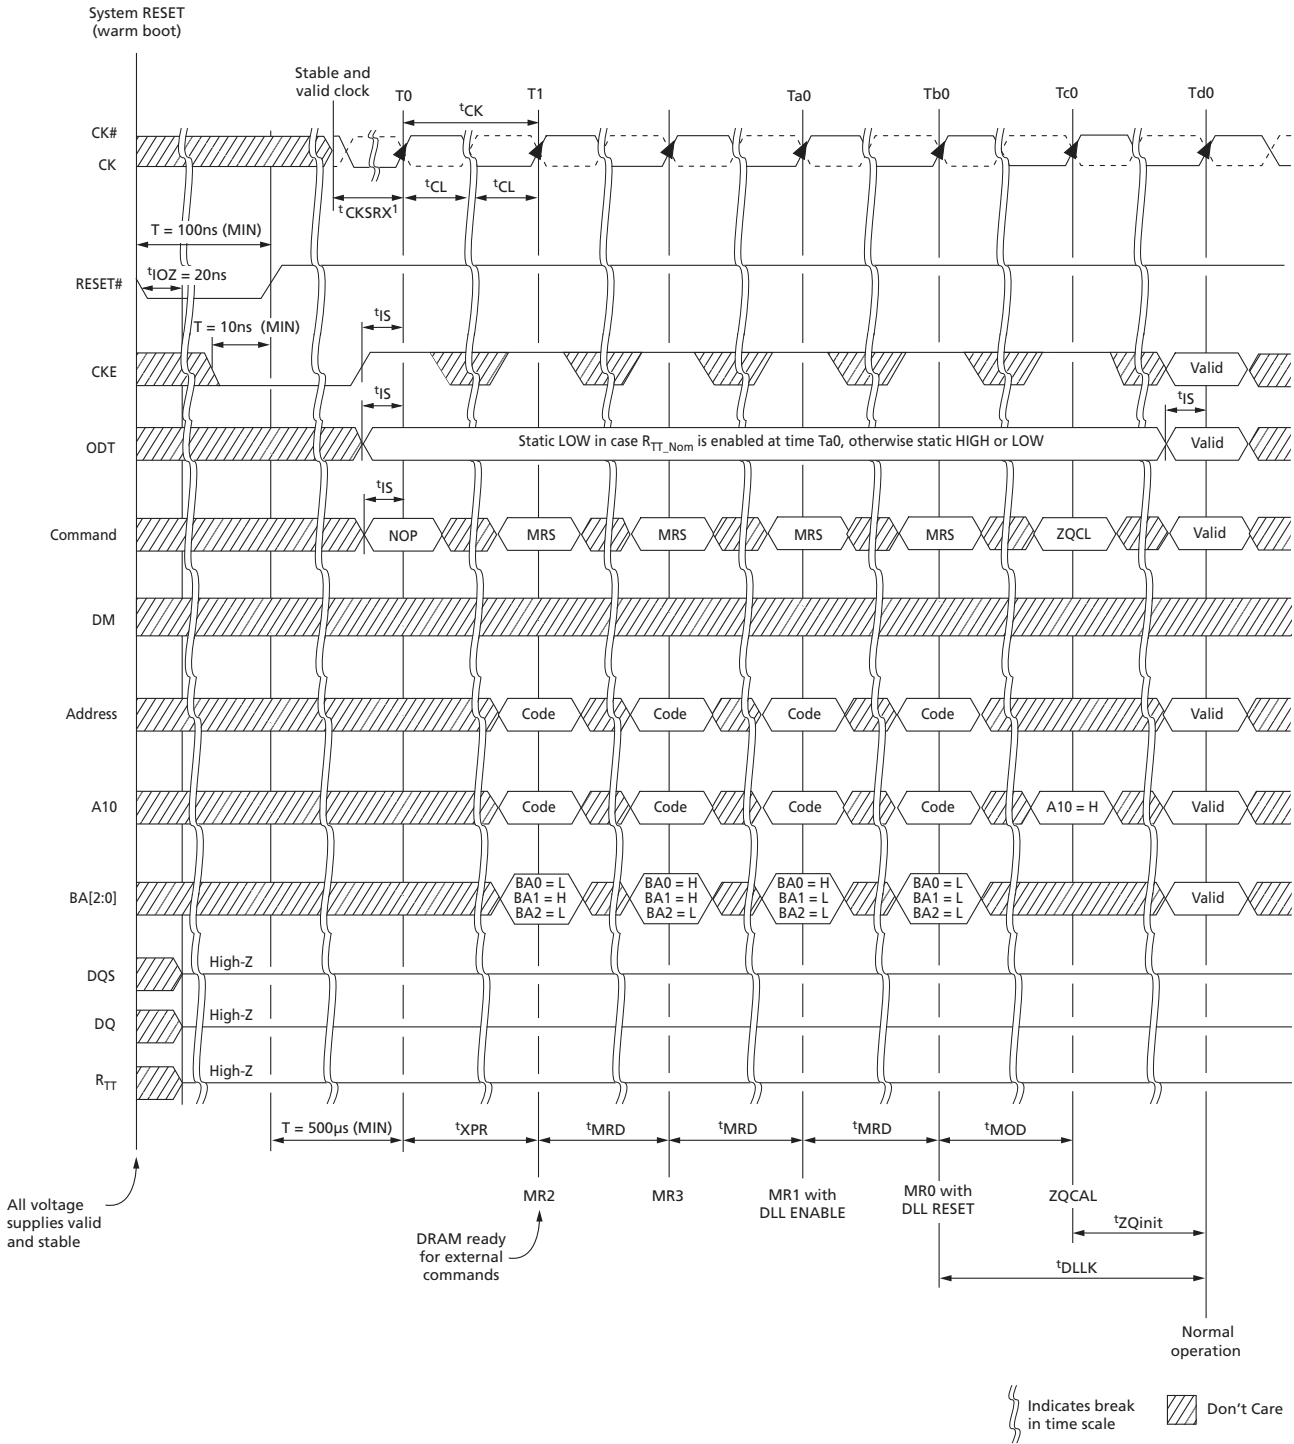 System RESET
(warm boot)
Stable and
valid clock
T0
T1
Ta0
Tb0
Tc0
Td0
tCK
CK#
CK
tCKSRX1
tCL
tCL
T = 100ns (MIN)
tIOZ = 20ns
RESET#
T = 10ns (MIN)
tIS
CKE
Valid
tIS
tIS
ODT
Static LOW in case RTT_Nom is enabled at time Ta0, otherwise static HIGH or LOW
Valid
tIS
Command
NOP
MRS
MRS
MRS
MRS
ZQCL
Valid
DM
Address
Code
Code
Code
Code
Valid
A10
Code
Code
Code
Code
A10 = H
Valid
BA[2:0]
BA0 = L
BA1 = H
BA2 = L
BA0 = H
BA1 = H
BA2 = L
BA0 = H
BA1 = L
BA2 = L
BA0 = L
BA1 = L
BA2 = L
Valid
DQS
High-Z
DQ
High-Z
RTT
High-Z
T = 500µs (MIN)
tXPR
tMRD
tMRD
tMRD
tMOD
All voltage
supplies valid
and stable
MR2
MR3
MR1 with
DLL ENABLE
MR0 with
DLL RESET
ZQCAL
DRAM ready
for external
commands
tZQinit
tDLLK
Normal
operation
Indicates break
in time scale
Don't Care